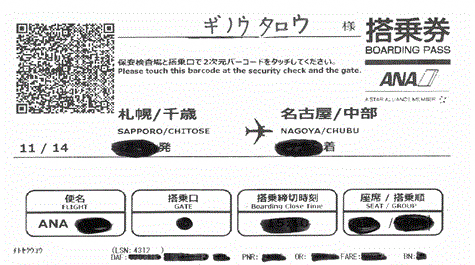 ギノウ タロウ 様
搭乗券
BOARDING PASS
保安検査場と搭乗口で2次元バーコードをタッチしてください。
Please touch this barcode at the security check and the gate.
ANA
A STAR ALLIANCE MEMBER
札幌/千歳 名古屋/中部
SAPPORO/CHITOSE NAGOYA/CHUBU
11 / 14 発 着
便名 搭乗口 搭乗締切時刻 座席 / 搭乗順
FLIGHT GATE Boarding Close Time SEAT / GROUP
ANA /
(LSN: 4312 )
DAF: PNR: OR: FARE: BN: